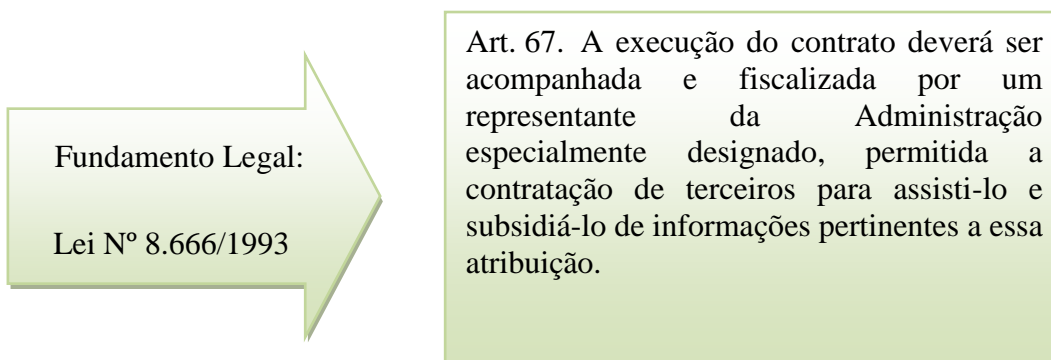 Fundamento Legal:
Lei Nº 8.666/1993
Art. 67. A execução do contrato deverá ser
acompanhada e fiscalizada por um
representante da Administração
especialmente designado, permitida a
contratação de terceiros para assisti-lo e
subsidiá-lo de informações pertinentes a essa
atribuição.